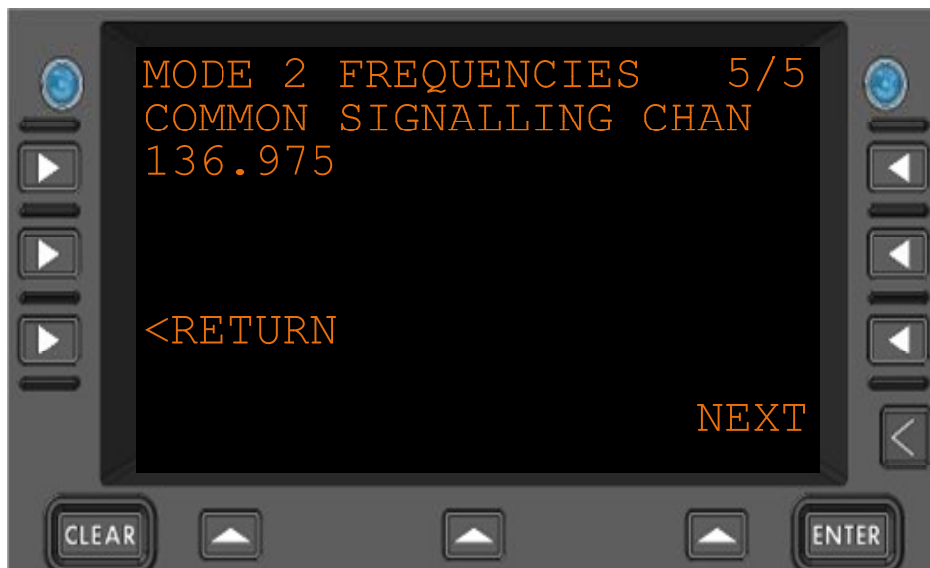 MODE 2 FREQUENCIES 5/5
COMMON SIGNALLING CHAN
136.975
<RETURN
NEXT
CLEAR
ENTER